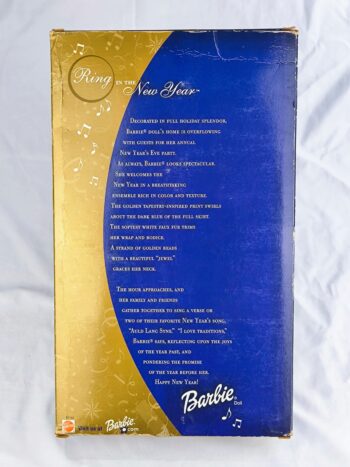 Ring IN THE
New Year™
DECORATED IN FULL HOLIDAY SPLENDOR,
BARBIE® DOLL'S HOME IS OVERFLOWING
WITH GUESTS FOR HER ANNUAL
NEW YEAR'S EVE PARTY.
AS ALWAYS, BARBIE® LOOKS SPECTACULAR.
SHE WELCOMES THE
NEW YEAR IN A BREATHTAKING
ENSEMBLE RICH IN COLOR AND TEXTURE.
THE GOLDEN TAPESTRY-INSPIRED PRINT SWIRLS
ABOUT THE DARK BLUE OF THE FULL SKIRT.
THE SOFTEST WHITE FAUX FUR TRIMS
HER WRAP AND BODICE.
A STRAND OF GOLDEN BEADS
WITH A BEAUTIFUL "JEWEL"
GRACES HER NECK.
THE HOUR APPROACHES, AND
HER FAMILY AND FRIENDS
GATHER TOGETHER TO SING A VERSE OR
TWO OF THEIR FAVORITE NEW YEAR'S SONG,
"AULD LANG SYNE." "I LOVE TRADITIONS,"
BARBIE® SAYS, REFLECTING UPON THE JOYS
OF THE YEAR PAST, AND
PONDERING THE PROMISE
OF THE YEAR BEFORE HER.
HAPPY NEW YEAR!
Barbie®
Doll
visit us at Barbie.com